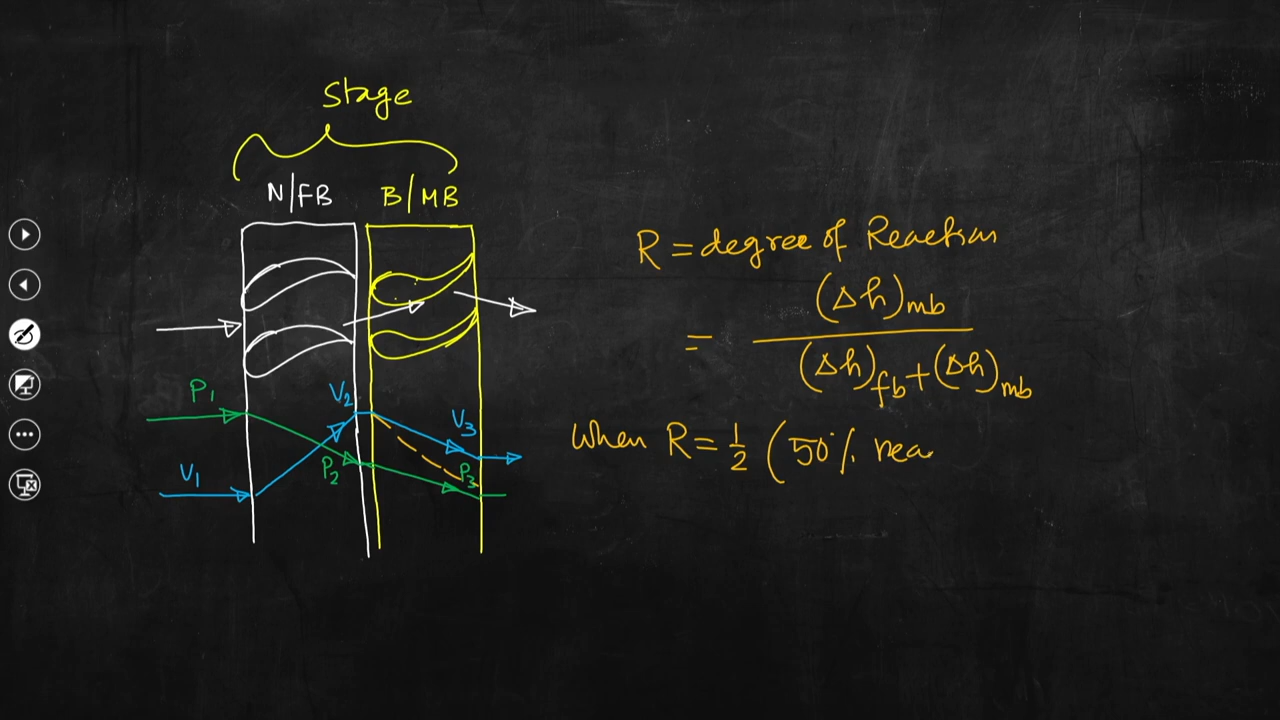 Stage
N/FB B/MB
R = degree of Reaction
(Δh)mb
=
(Δh)fb + (Δh)mb
P1
V2
V3
When R = 1/2 (50% rea
P2
P3
V1